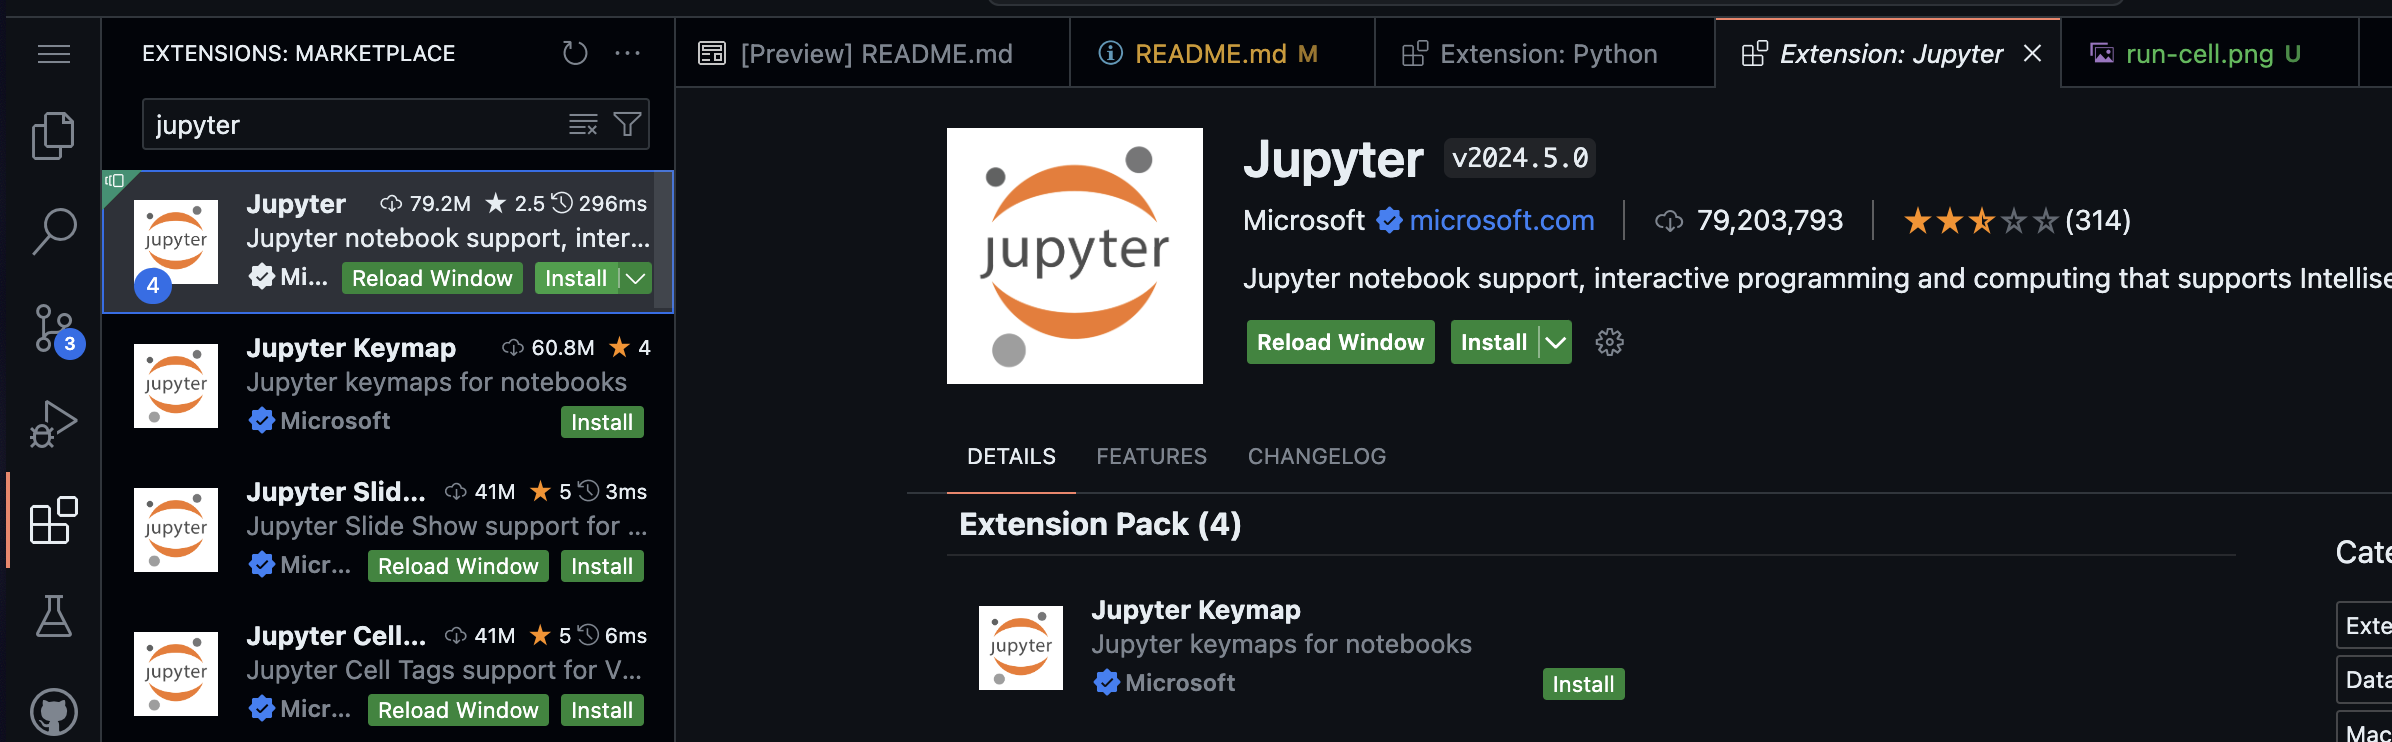 EXTENSIONS: MARKETPLACE
jupyter
Jupyter 79.2M 2.5 296ms
Jupyter notebook support, inter...
Mi... Reload Window Install
4
Jupyter Keymap 60.8M 4
Jupyter keymaps for notebooks
Microsoft Install
Jupyter Slid... 41M 5 3ms
Jupyter Slide Show support for ...
Micr... Reload Window Install
Jupyter Cell... 41M 5 6ms
Jupyter Cell Tags support for V...
Micr... Reload Window Install
jupyter
jupyter
jupyter
jupyter
3
[Preview] README.md
README.md M
Extension: Python
Extension: Jupyter
run-cell.png U
jupyter
Jupyter v2024.5.0
Microsoft microsoft.com 79,203,793 (314)
Jupyter notebook support, interactive programming and computing that supports Intellise
Reload Window Install
DETAILS FEATURES CHANGELOG
Extension Pack (4)
jupyter
Jupyter Keymap
Jupyter keymaps for notebooks
Microsoft Install
Cate
Exte
Data
Mac